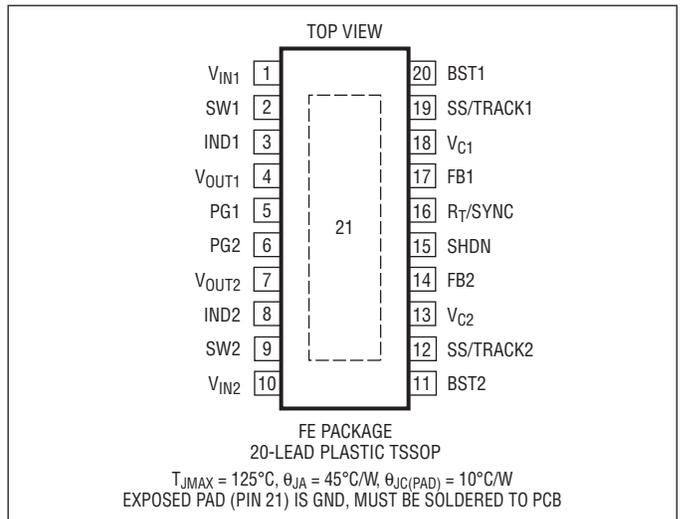 TOP VIEW
VIN1 1 20 BST1
SW1 2 19 SS/TRACK1
IND1 3 18 VC1
VOUT1 4 17 FB1
PG1 5 16 RT/SYNC
PG2 6 15 SHDN
VOUT2 7 14 FB2
IND2 8 13 VC2
SW2 9 12 SS/TRACK2
VIN2 10 11 BST2
21
FE PACKAGE
20-LEAD PLASTIC TSSOP
TJMAX = 125°C, θJA = 45°C/W, θJC(PAD) = 10°C/W
EXPOSED PAD (PIN 21) IS GND, MUST BE SOLDERED TO PCB